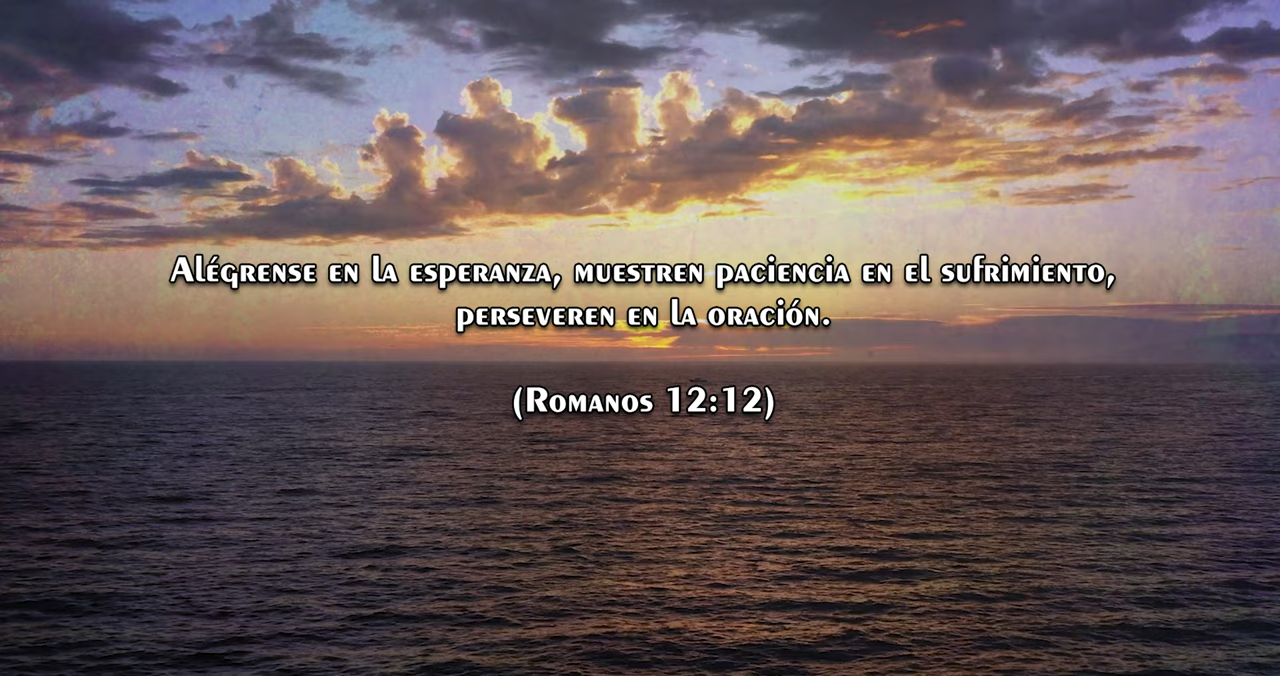 Alégrense en la esperanza, muestren paciencia en el sufrimiento,
perseveren en la oración.
(Romanos 12:12)